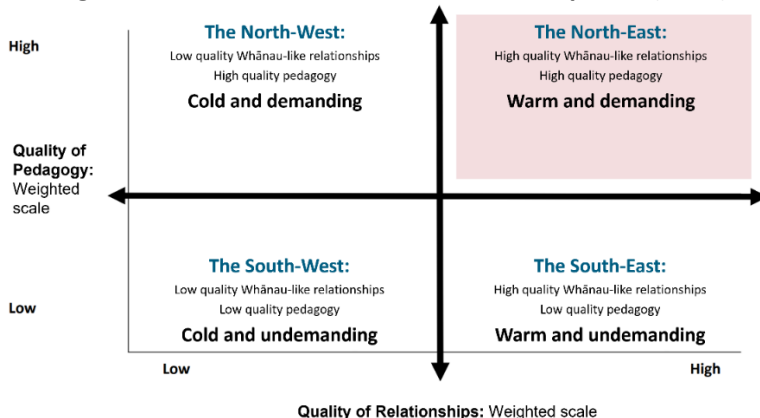 High
The North-West:
Low quality Whānau-like relationships
High quality pedagogy
Cold and demanding
The North-East:
High quality Whānau-like relationships
High quality pedagogy
Warm and demanding
Quality of
Pedagogy:
Weighted
scale
The South-West:
Low quality Whānau-like relationships
Low quality pedagogy
Cold and undemanding
The South-East:
High quality Whānau-like relationships
Low quality pedagogy
Warm and undemanding
Low
Low
High
Quality of Relationships: Weighted scale